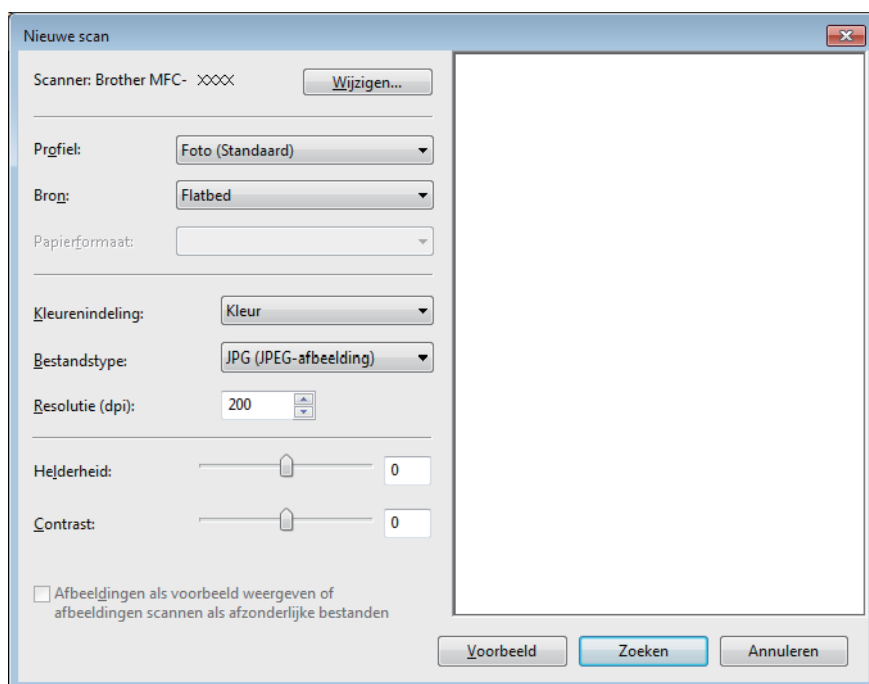 Nieuwe scan
Scanner: Brother MFC- XXXX
Wijzigen...
Profiel:
Foto (Standaard)
Bron:
Flatbed
Papierformaat:
Kleurenindeling:
Kleur
Bestandstype:
JPG (JPEG-afbeelding)
Resolutie (dpi):
200
Helderheid:
0
Contrast:
0
Afbeeldingen als voorbeeld weergeven of
afbeeldingen scannen als afzonderlijke bestanden
Voorbeeld
Zoeken
Annuleren